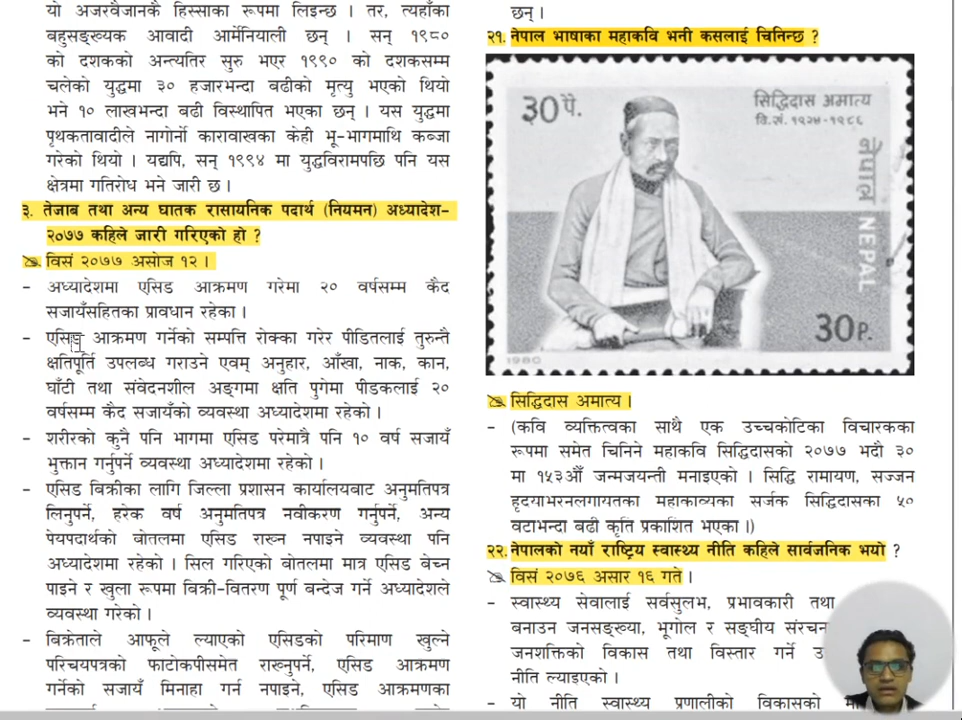 यो अजरवैजानकै हिस्साका रूपमा लिइन्छ । तर, त्यहाँका
बहुसङ्ख्यक आवादी आर्मेनियाली छन् । सन् १९८०
को दशकको अन्त्यतिर सुरु भएर १९९० को दशकसम्म
चलेको युद्धमा ३० हजारभन्दा बढीको मृत्यु भएको थियो
भने १० लाखभन्दा बढी विस्थापित भएका छन् । यस युद्धमा
पृथकतावादीले नागोर्नो काराबाखका केही भू-भागमाथि कब्जा
गरेको थियो । यद्यपि, सन् १९९४ मा युद्धविरामपछि पनि यस
क्षेत्रमा गतिरोध भने जारी छ ।
३. तेजाब तथा अन्य घातक रासायनिक पदार्थ (नियमन) अध्यादेश-
२०७७ कहिले जारी गरिएको हो ?
विसं २०७७ असोज १२ ।
- अध्यादेशमा एसिड आक्रमण गरेमा २० वर्षसम्म कैद
सजायँसहितका प्रावधान रहेका ।
- एसिड आक्रमण गर्नेको सम्पत्ति रोक्का गरेर पीडितलाई तुरुन्तै
क्षतिपूर्ति उपलब्ध गराउने एवम् अनुहार, आँखा, नाक, कान,
घाँटी तथा संवेदनशील अङ्गमा क्षति पुगेमा पीडकलाई २०
वर्षसम्म कैद सजायँको व्यवस्था अध्यादेशमा रहेको ।
- शरीरको कुनै पनि भागमा एसिड परेमात्रै पनि १० वर्ष सजायँ
भुक्तान गर्नुपर्ने व्यवस्था अध्यादेशमा रहेको ।
- एसिड बिक्रीका लागि जिल्ला प्रशासन कार्यालयबाट अनुमतिपत्र
लिनुपर्ने, हरेक वर्ष अनुमतिपत्र नवीकरण गर्नुपर्ने, अन्य
पेयपदार्थको बोतलमा एसिड राख्न नपाइने व्यवस्था पनि
अध्यादेशमा रहेको । सिल गरिएको बोतलमा मात्र एसिड बेच्न
पाइने र खुला रूपमा बिक्री-वितरण पूर्ण बन्देज गर्ने अध्यादेशले
व्यवस्था गरेको ।
- बिक्रेताले आफूले ल्याएको एसिडको परिमाण खुल्ने
परिचयपत्रको फाटोकपीसमेत राख्नुपर्ने, एसिड आक्रमण
गर्नेको सजायँ मिनाहा गर्न नपाइने, एसिड आक्रमणका
छन् ।
२१. नेपाल भाषाका महाकवि भनी कसलाई चिनिन्छ ?
30 पै.
सिद्धिदास अमात्य
वि.सं. १९२४-१९८६
नेपाल NEPAL
30 P.
1980
सिद्धिदास अमात्य ।
- (कवि व्यक्तित्वका साथै एक उच्चकोटिका विचारकका
रूपमा समेत चिनिने महाकवि सिद्धिदासको २०७७ भदौ ३०
मा १५३औँ जन्मजयन्ती मनाइएको । सिद्धि रामायण, सज्जन
हृदयाभरनलगायतका महाकाव्यका सर्जक सिद्धिदासका ५०
वटाभन्दा बढी कृति प्रकाशित भएका ।)
२२. नेपालको नयाँ राष्ट्रिय स्वास्थ्य नीति कहिले सार्वजनिक भयो ?
विसं २०७६ असार १६ गते ।
- स्वास्थ्य सेवालाई सर्वसुलभ, प्रभावकारी तथा
बनाउन जनसङ्ख्या, भूगोल र सङ्घीय संरचन
जनशक्तिको विकास तथा विस्तार गर्ने
नीति ल्याइएको ।
- यो नीति स्वास्थ्य प्रणालीको विकासको